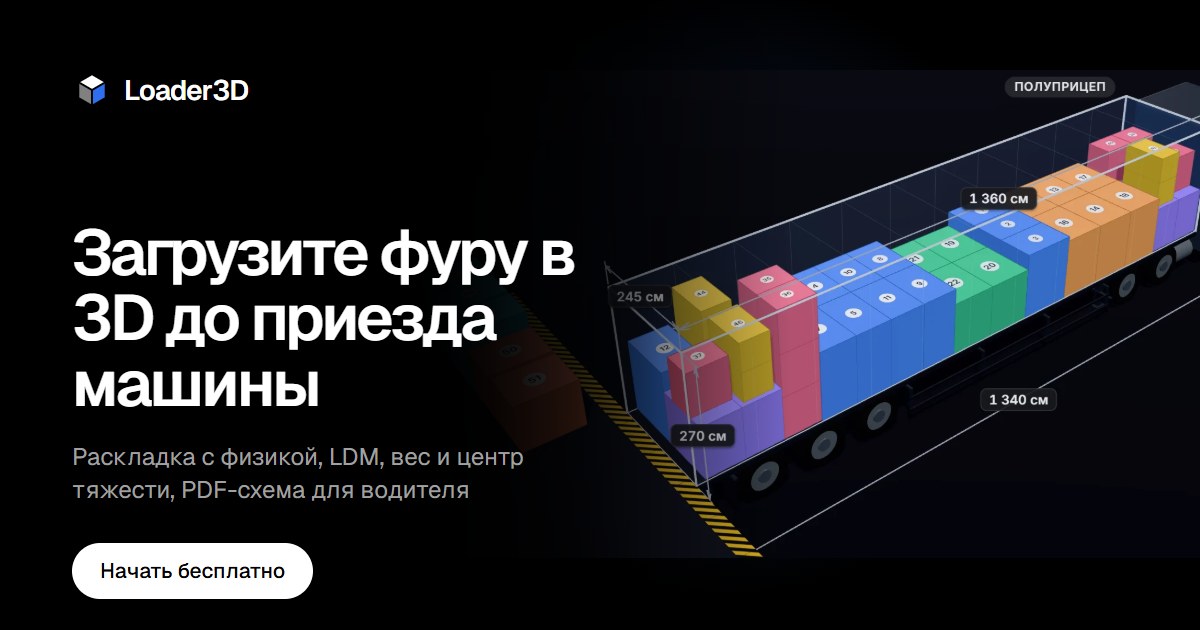 Loader3D
ПОЛУПРИЦЕП
Загрузите фуру в
3D до приезда
машины
Раскладка с физикой, LDM, вес и центр
тяжести, PDF-схема для водителя
Начать бесплатно
1 360 см
245 см
1 340 см
270 см